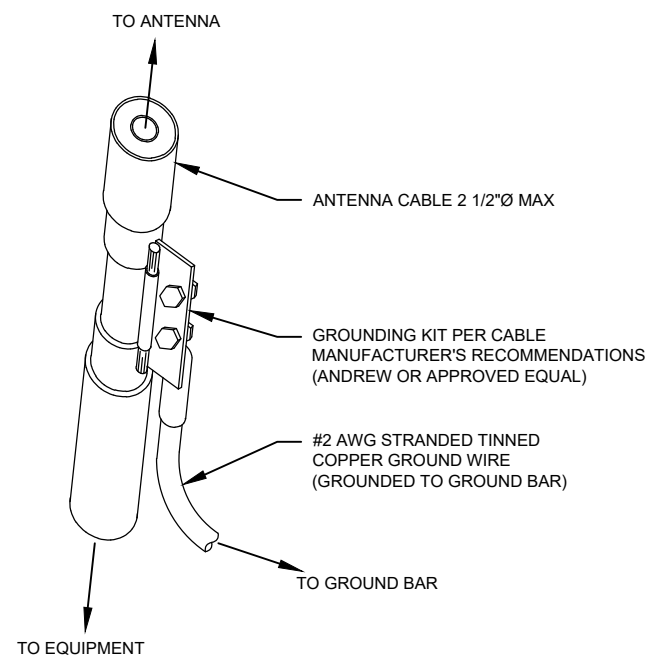 TO ANTENNA
ANTENNA CABLE 2 1/2"Ø MAX
GROUNDING KIT PER CABLE
MANUFACTURER'S RECOMMENDATIONS
(ANDREW OR APPROVED EQUAL)
#2 AWG STRANDED TINNED
COPPER GROUND WIRE
(GROUNDED TO GROUND BAR)
TO GROUND BAR
TO EQUIPMENT